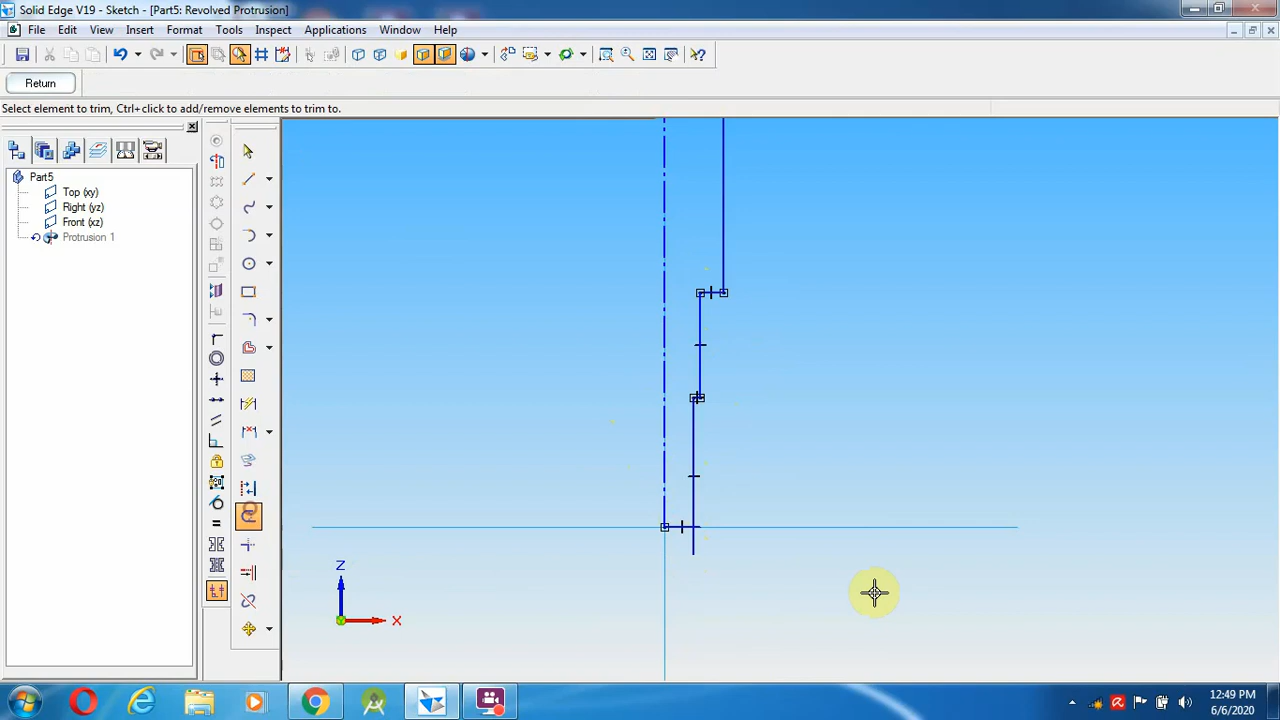 Solid Edge V19 - Sketch - [Part5: Revolved Protrusion]
File Edit View Insert Format Tools Inspect Applications Window Help
Return
Select element to trim, Ctrl+click to add/remove elements to trim to.
Part5
Top (xy)
Right (yz)
Front (xz)
Protrusion 1
Z
X
12:49 PM
6/6/2020